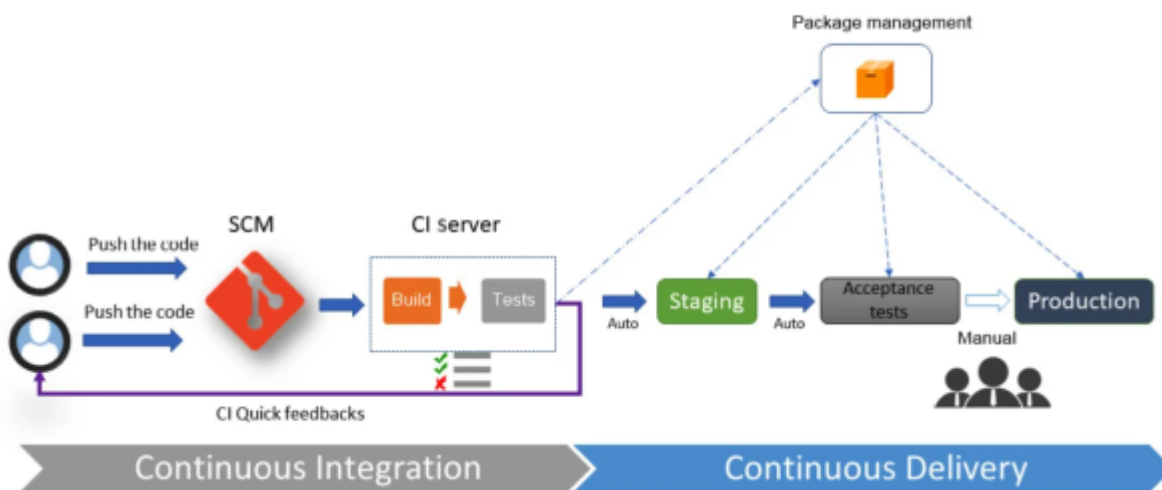 Package management
SCM
CI server
Push the code
Push the code
Build
Tests
CI Quick feedbacks
Auto
Staging
Auto
Acceptance
tests
Manual
Production
Continuous Integration
Continuous Delivery